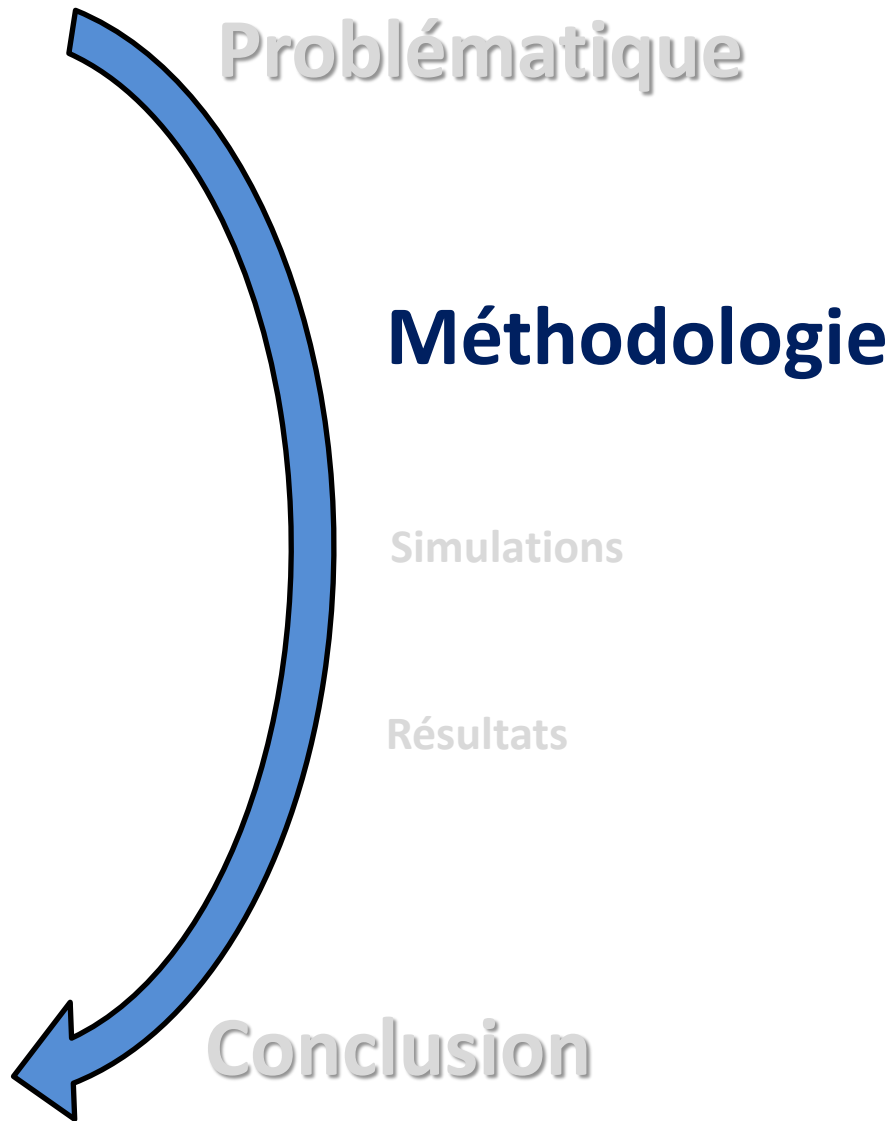 Problématique
Méthodologie
Simulations
Résultats
Conclusion